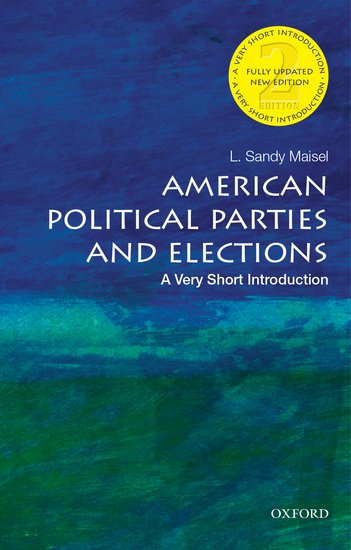 · A VERY SHORT INTRODUCTION ·
2
FULLY UPDATED
NEW EDITION
EDITION
A VERY SHORT INTRODUCTION
L. Sandy Maisel
AMERICAN
POLITICAL PARTIES
AND ELECTIONS
A Very Short Introduction
OXFORD